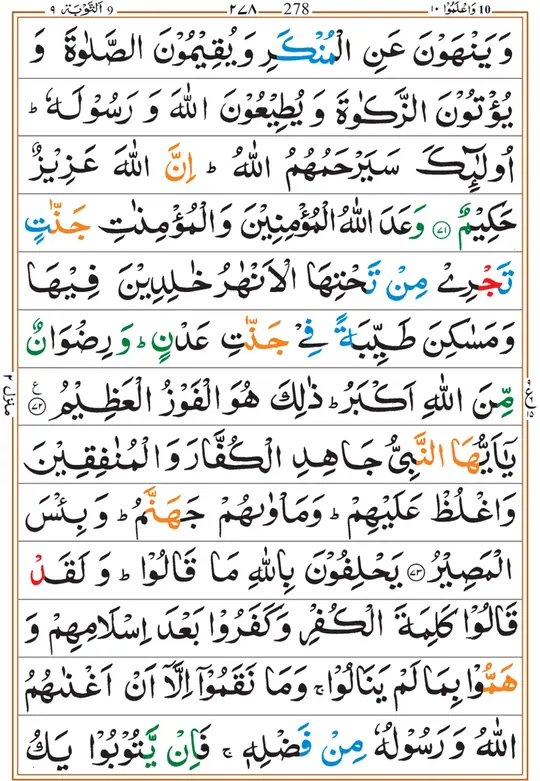 10 وَاعْلَمُوْا ١٠ 278 ٢٧٨ 9 اَلتَّوْبَة ٩
وَيَنْهَوْنَ عَنِ الْمُنْكَرِ وَيُقِيْمُوْنَ الصَّلٰوةَ وَ
يُؤْتُوْنَ الزَّكٰوةَ وَيُطِيْعُوْنَ اللّٰهَ وَرَسُوْلَهٗ ؕ
اُولٰٓئِكَ سَيَرْحَمُهُمُ اللّٰهُ ؕ اِنَّ اللّٰهَ عَزِيْزٌ
حَكِيْمٌ ﴿٧١﴾ وَعَدَ اللّٰهُ الْمُؤْمِنِيْنَ وَالْمُؤْمِنٰتِ جَنّٰتٍ
تَجْرِيْ مِنْ تَحْتِهَا الْاَنْهٰرُ خٰلِدِيْنَ فِيْهَا
وَمَسٰكِنَ طَيِّبَةً فِيْ جَنّٰتِ عَدْنٍ ؕ وَرِضْوَانٌ
مِّنَ اللّٰهِ اَكْبَرُ ؕ ذٰلِكَ هُوَ الْفَوْزُ الْعَظِيْمُ ﴿٧٢﴾ ع
يٰۤاَيُّهَا النَّبِيُّ جَاهِدِ الْكُفَّارَ وَالْمُنٰفِقِيْنَ
وَاغْلُظْ عَلَيْهِمْ ؕ وَمَاْوٰىهُمْ جَهَنَّمُ ؕ وَبِئْسَ
الْمَصِيْرُ ﴿٧٣﴾ يَحْلِفُوْنَ بِاللّٰهِ مَا قَالُوْا ؕ وَلَقَدْ
قَالُوْا كَلِمَةَ الْكُفْرِ وَكَفَرُوْا بَعْدَ اِسْلَامِهِمْ وَ
هَمُّوْا بِمَا لَمْ يَنَالُوْا ۚ وَمَا نَقَمُوْۤا اِلَّاۤ اَنْ اَغْنٰىهُمُ
اللّٰهُ وَرَسُوْلُهٗ مِنْ فَضْلِهٖ ۚ فَاِنْ يَّتُوْبُوْا يَكُ
منزل ٢